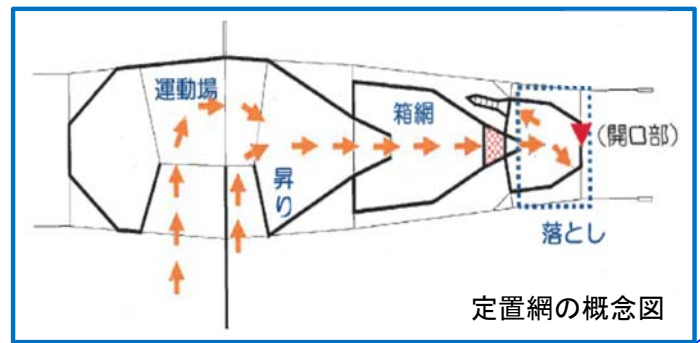 運動場
箱網
(開口部)
昇り
落とし
定置網の概念図